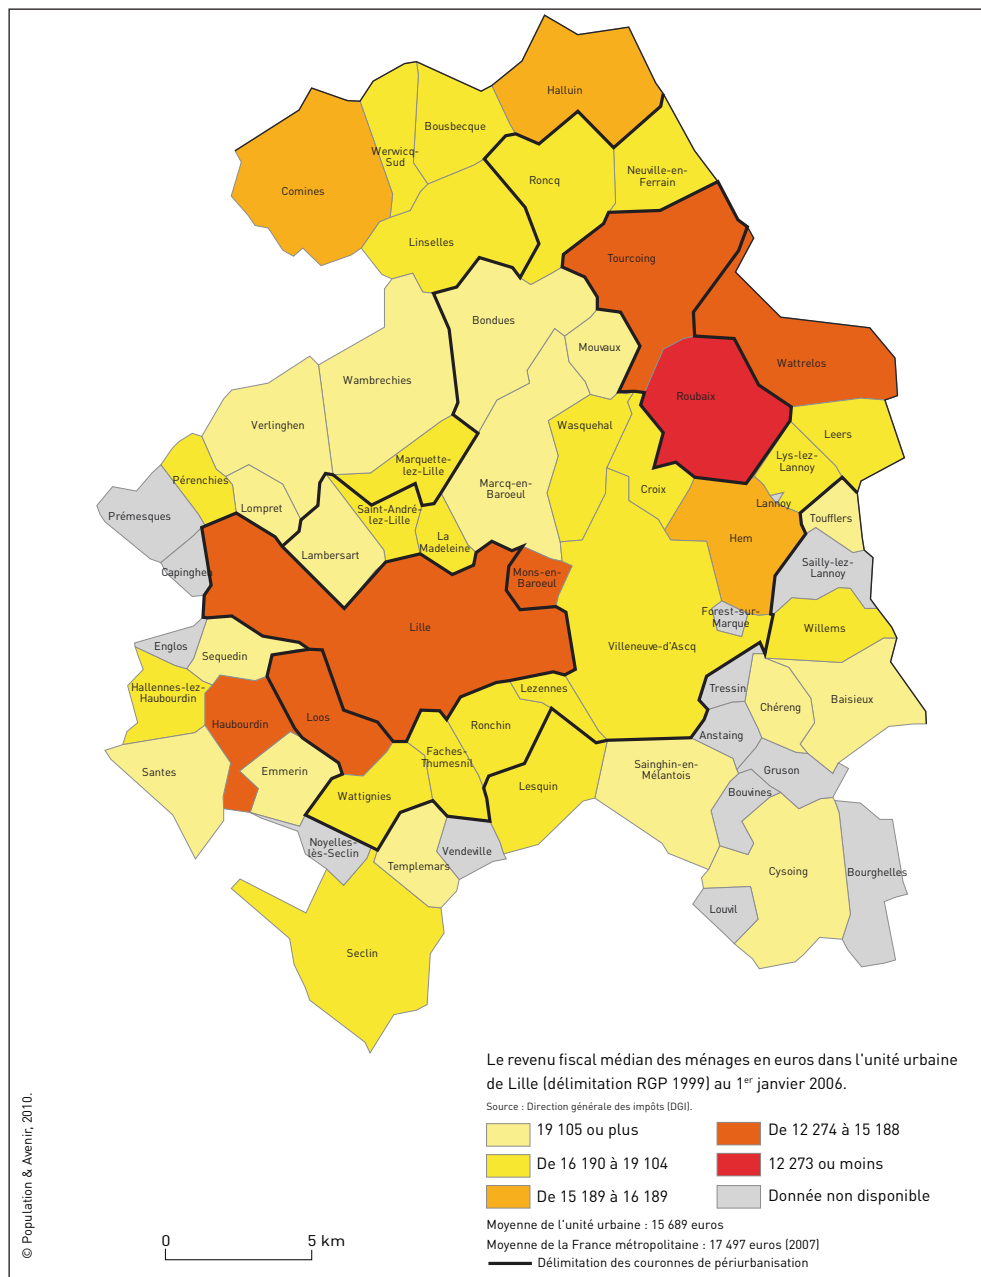 Halluin
Bousbecque
Werwicq-
Sud
Comines
Roncq
Neuville-en-
Ferrain
Linselles
Tourcoing
Bondues
Mouvaux
Wattrelos
Wambrechies
Roubaix
Verlinghen
Wasquehal
Leers
Marquette-
lez-Lille
Lys-lez-
Lannoy
Pérenchies
Marcq-en-
Baroeul
Croix
Lannoy
Prémesques
Lompret
Saint-André-
lez-Lille
Toufflers
La
Madeleine
Hem
Lambersart
Capinghen
Mons-en-
Baroeul
Sailly-lez-
Lannoy
Forest-sur-
Marque
Lille
Willems
Englos
Sequedin
Villeneuve-d'Ascq
Hallennes-lez-
Haubourdin
Lezennes
Tressin
Baisieux
Chéreng
Haubourdin
Loos
Ronchin
Anstaing
Faches-
Thumesnil
Santes
Emmerin
Sainghin-en-
Mélantois
Gruson
Lesquin
Wattignies
Bouvines
Noyelles-
lès-Seclin
Vendeville
Templemars
Cysoing
Bourghelles
Louvil
Seclin
Le revenu fiscal médian des ménages en euros dans l'unité urbaine
de Lille (délimitation RGP 1999) au 1er janvier 2006.
Source : Direction générale des impôts (DGI).
19 105 ou plus
De 16 190 à 19 104
De 15 189 à 16 189
De 12 274 à 15 188
12 273 ou moins
Donnée non disponible
Moyenne de l'unité urbaine : 15 689 euros
Moyenne de la France métropolitaine : 17 497 euros (2007)
Délimitation des couronnes de périurbanisation
0 5 km
© Population & Avenir, 2010.